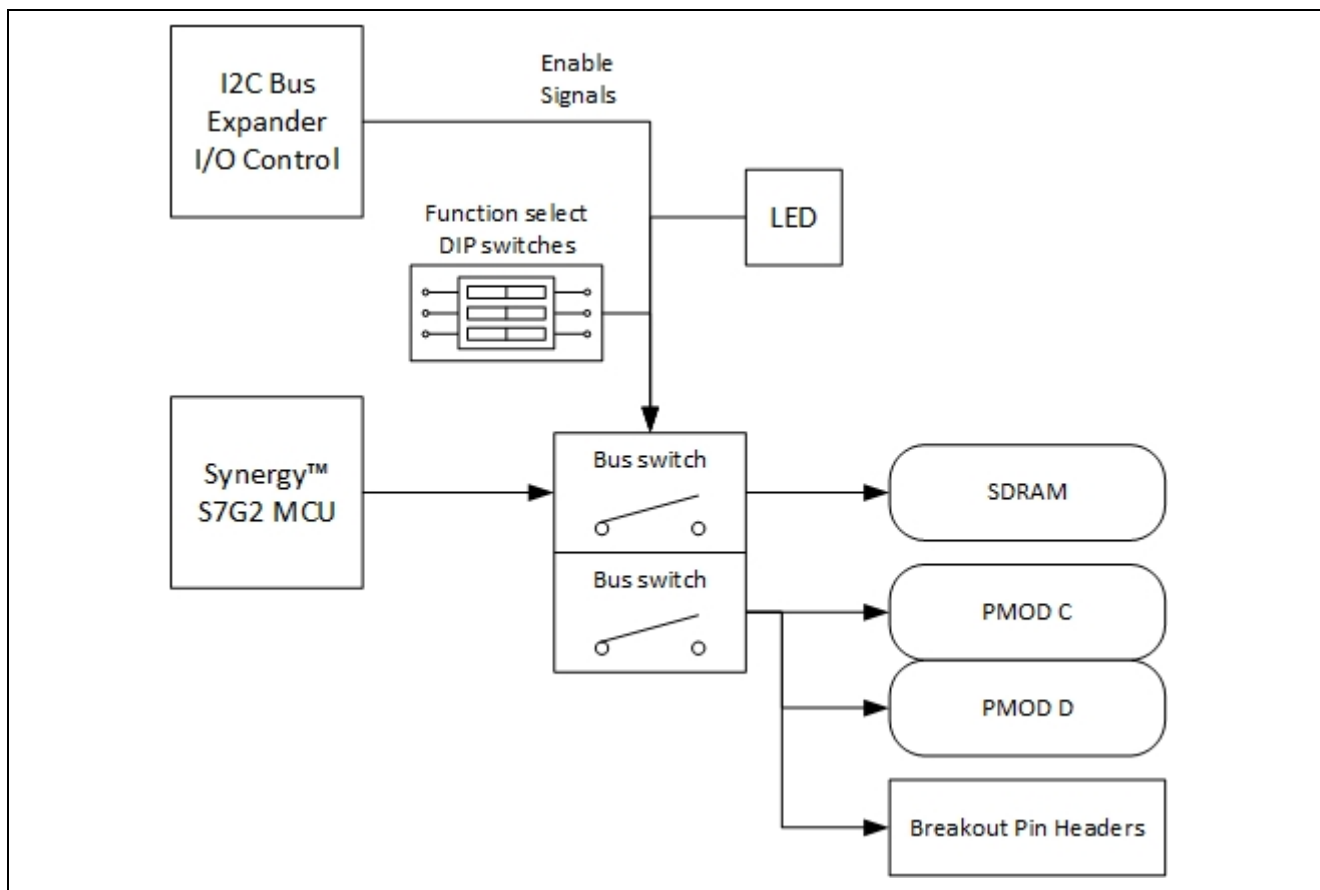 I2C Bus
Expander
I/O Control
Enable
Signals
LED
Function select
DIP switches
Synergy™
S7G2 MCU
Bus switch
SDRAM
Bus switch
PMOD C
PMOD D
Breakout Pin Headers